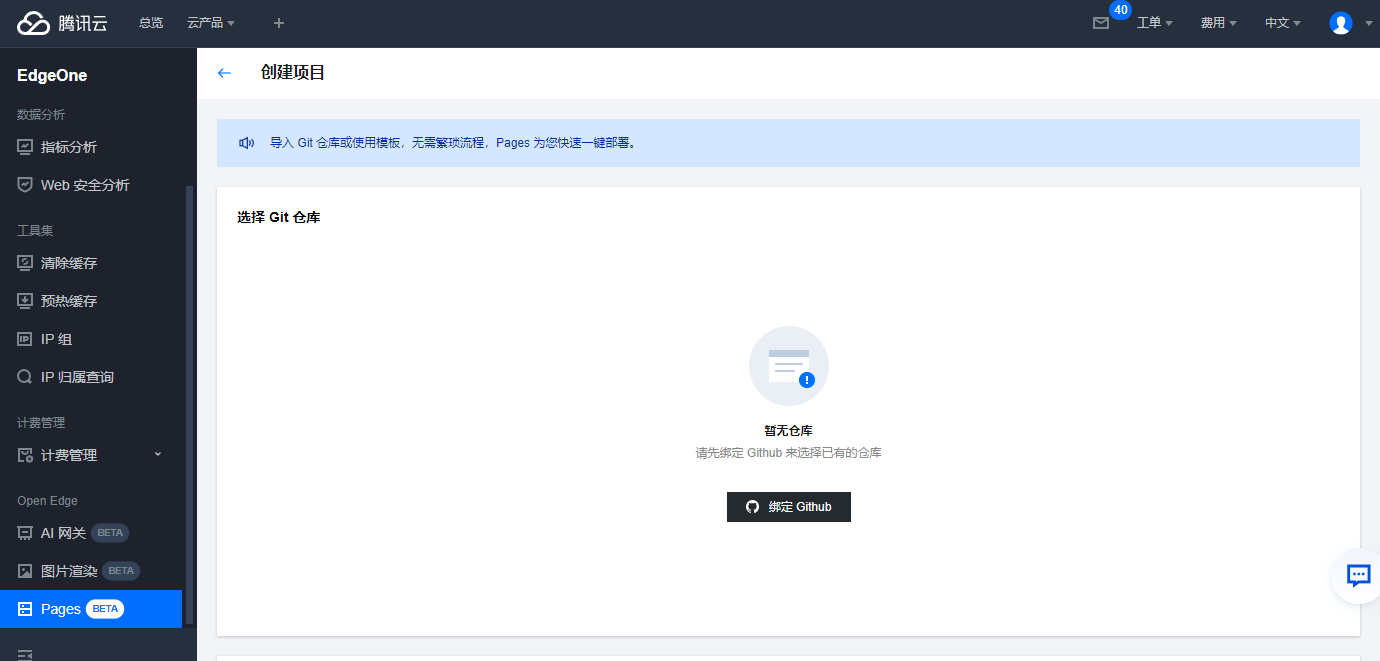 腾讯云
总览
云产品
40
工单
费用
中文
EdgeOne
数据分析
指标分析
Web 安全分析
工具集
清除缓存
预热缓存
IP 组
IP 归属查询
计费管理
计费管理
Open Edge
AI 网关 BETA
图片渲染 BETA
Pages BETA
创建项目
导入 Git 仓库或使用模板，无需繁琐流程，Pages 为您快速一键部署。
选择 Git 仓库
暂无仓库
请先绑定 Github 来选择已有的仓库
绑定 Github